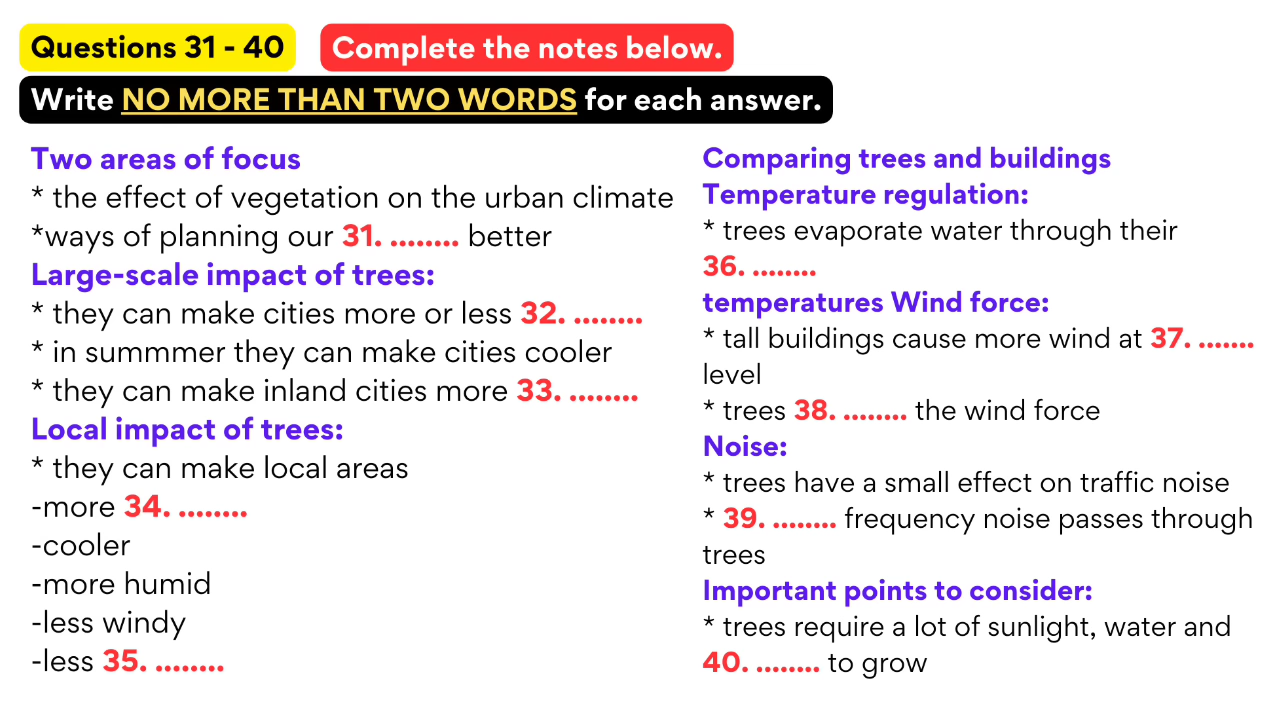 Questions 31 - 40
Complete the notes below.
Write NO MORE THAN TWO WORDS for each answer.
Two areas of focus
* the effect of vegetation on the urban climate
*ways of planning our 31. ........ better
Large-scale impact of trees:
* they can make cities more or less 32. ........
* in summmer they can make cities cooler
* they can make inland cities more 33. ........
Local impact of trees:
* they can make local areas
-more 34. ........
-cooler
-more humid
-less windy
-less 35. ........
Comparing trees and buildings
Temperature regulation:
* trees evaporate water through their
36. ........
temperatures Wind force:
* tall buildings cause more wind at 37. .......
level
* trees 38. ........ the wind force
Noise:
* trees have a small effect on traffic noise
* 39. ........ frequency noise passes through
trees
Important points to consider:
* trees require a lot of sunlight, water and
40. ........ to grow